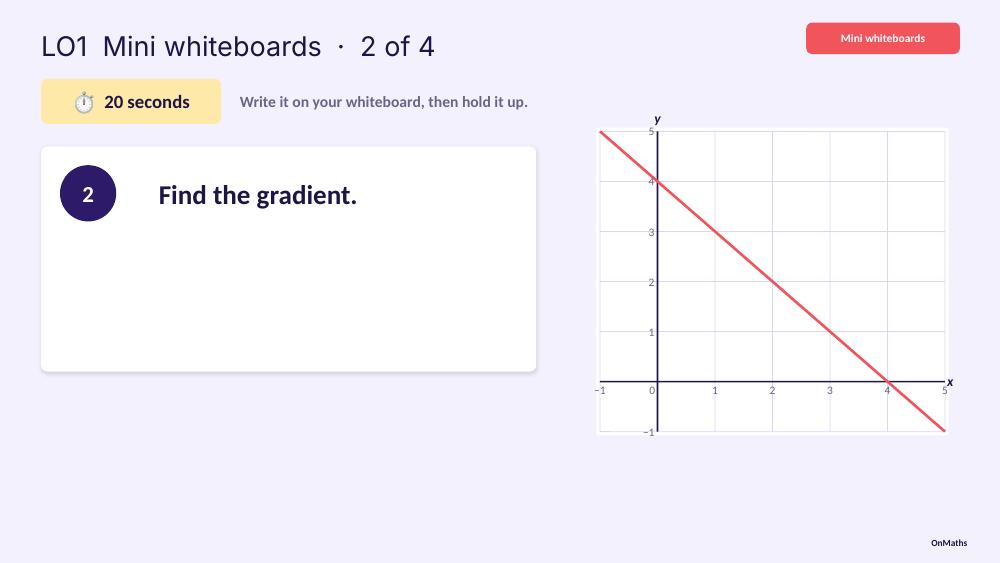 LO1 Mini whiteboards · 2 of 4
Mini whiteboards
⏱️ 20 seconds
Write it on your whiteboard, then hold it up.
2
Find the gradient.
y
5
4
3
2
1
x
−1 0 1 2 3 4 5
−1
OnMaths